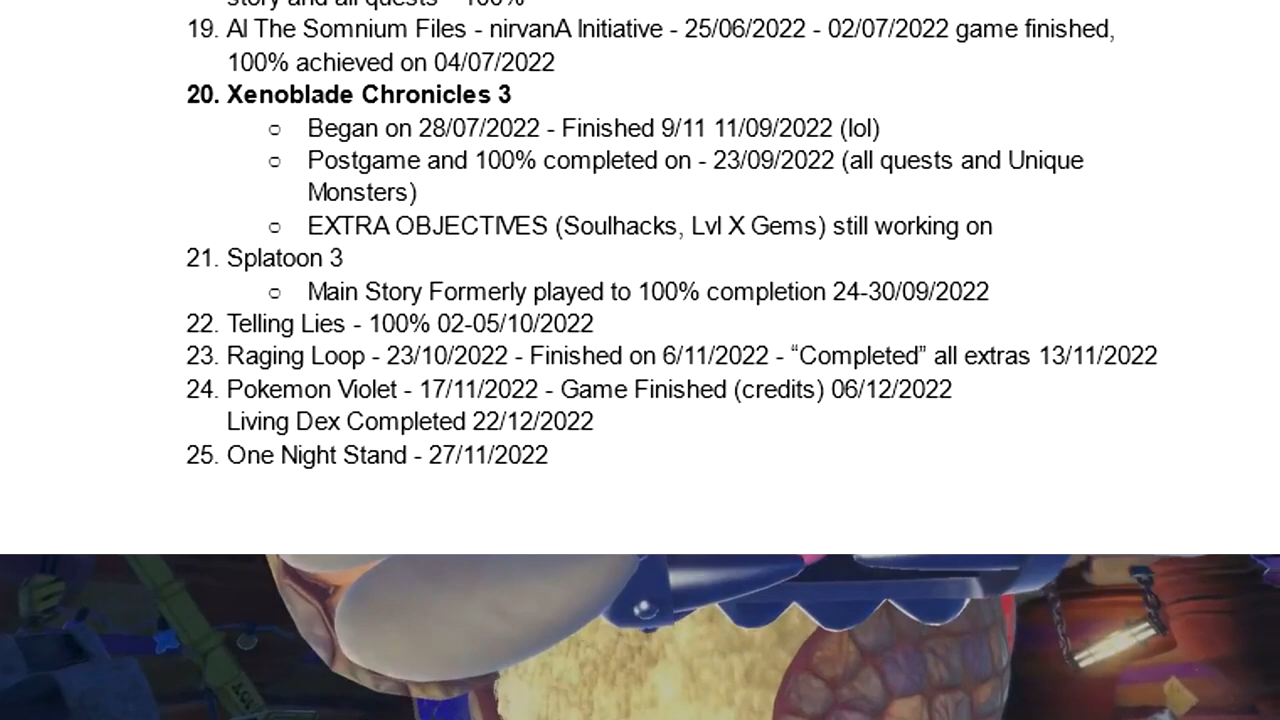 story and all quests - 100%
19. AI The Somnium Files - nirvanA Initiative - 25/06/2022 - 02/07/2022 game finished,
100% achieved on 04/07/2022
20. Xenoblade Chronicles 3
○ Began on 28/07/2022 - Finished 9/11 11/09/2022 (lol)
○ Postgame and 100% completed on - 23/09/2022 (all quests and Unique
Monsters)
○ EXTRA OBJECTIVES (Soulhacks, Lvl X Gems) still working on
21. Splatoon 3
○ Main Story Formerly played to 100% completion 24-30/09/2022
22. Telling Lies - 100% 02-05/10/2022
23. Raging Loop - 23/10/2022 - Finished on 6/11/2022 - “Completed” all extras 13/11/2022
24. Pokemon Violet - 17/11/2022 - Game Finished (credits) 06/12/2022
Living Dex Completed 22/12/2022
25. One Night Stand - 27/11/2022